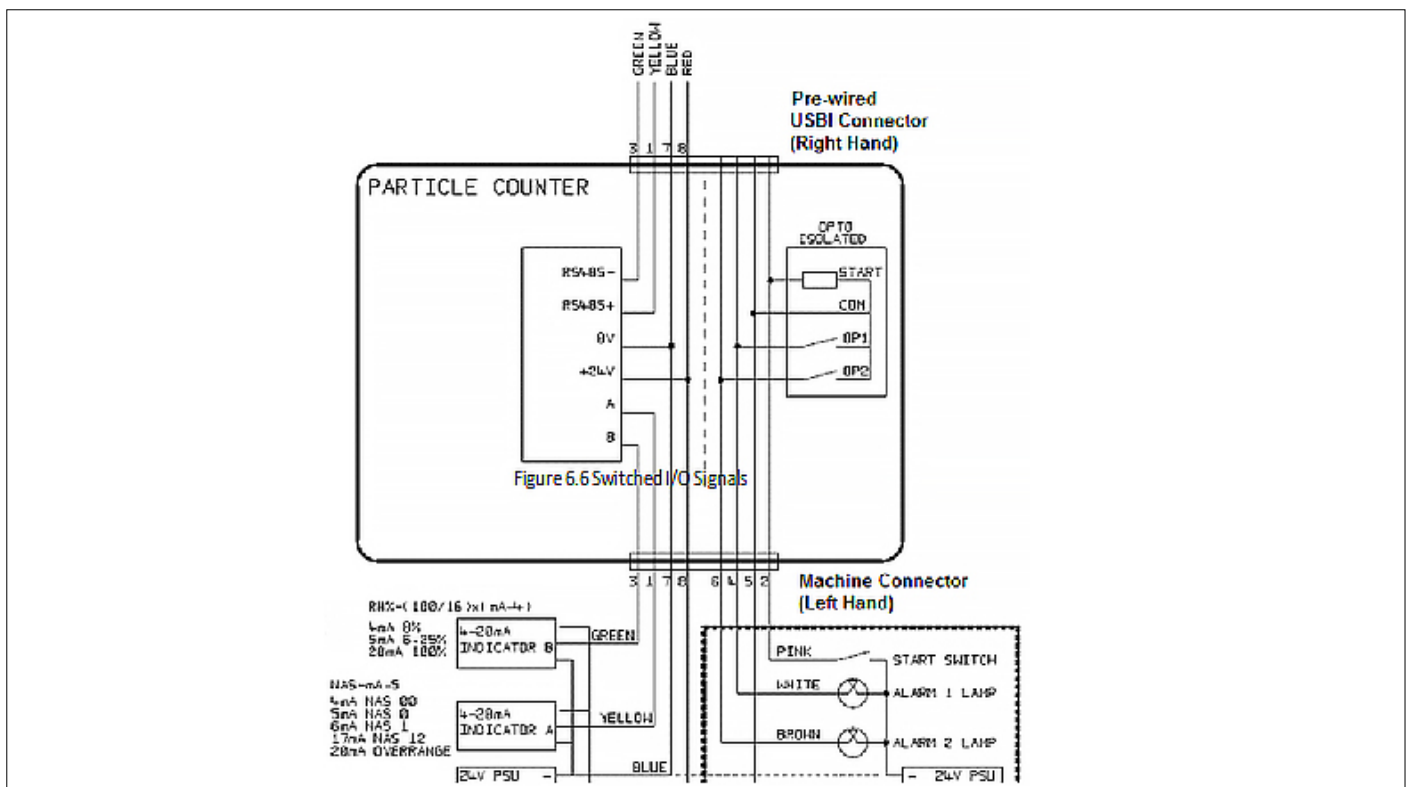 GREEN
YELLOW
BLUE
RED
Pre-wired
USBI Connector
(Right Hand)
3 1 7 8
PARTICLE COUNTER
OPTO
ISOLATED
RS485-
START
RS485+
COM
0V
OP1
+24V
OP2
A
B
Figure 6.6 Switched I/O Signals
3 1 7 8 6 4 5 2
Machine Connector
(Left Hand)
RH%=(100/16)x(mA-4)
4mA 0%
5mA 6.25%
20mA 100%
4-20mA
INDICATOR B
GREEN
PINK
START SWITCH
WHITE
ALARM 1 LAMP
NAS=mA-5
4mA NAS 00
5mA NAS 0
6mA NAS 1
17mA NAS 12
20mA OVERRANGE
4-20mA
INDICATOR A
YELLOW
BROWN
ALARM 2 LAMP
24V PSU -
BLUE
- 24V PSU